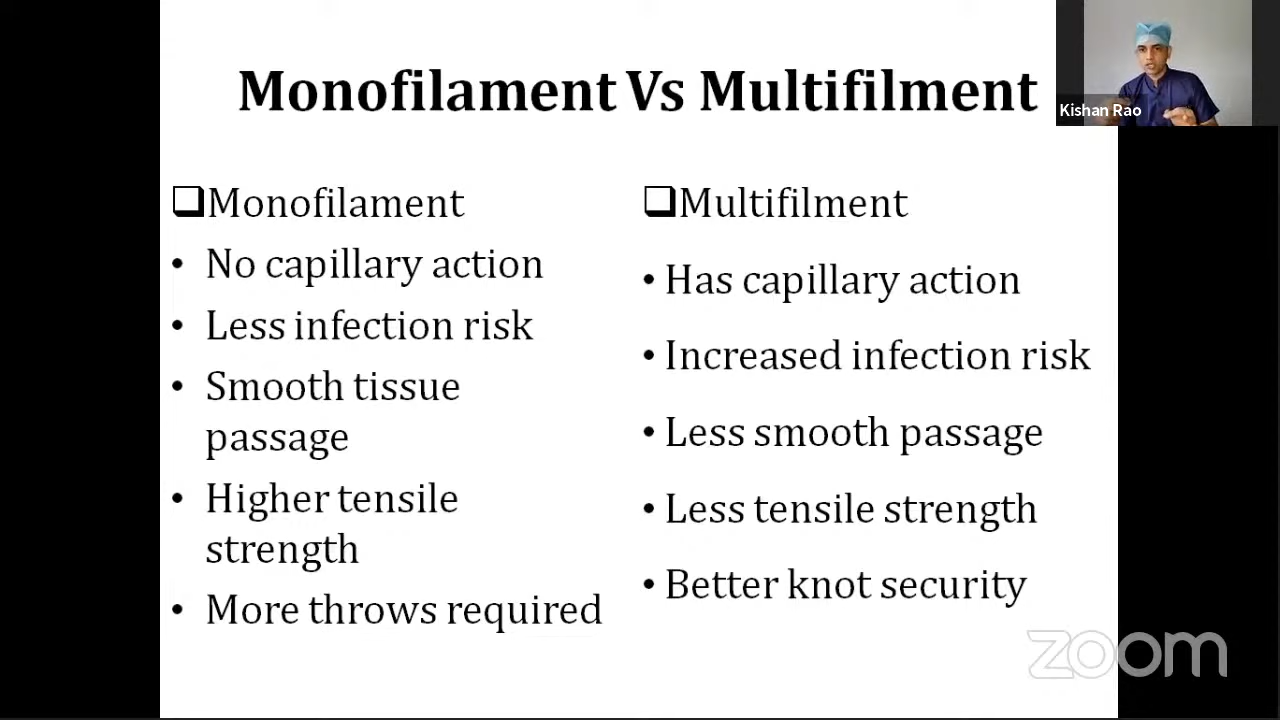 Monofilament Vs Multifilment
Kishan Rao
❑Monofilament
• No capillary action
• Less infection risk
• Smooth tissue
passage
• Higher tensile
strength
• More throws required
❑Multifilment
• Has capillary action
• Increased infection risk
• Less smooth passage
• Less tensile strength
• Better knot security
zoom